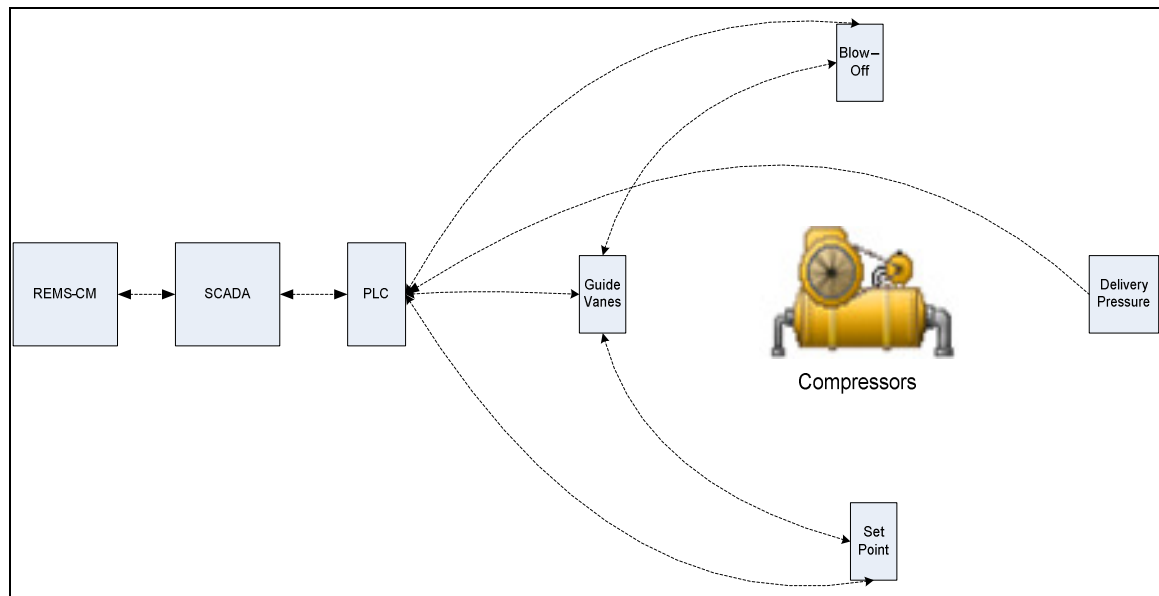 Blow–
Off
REMS-CM
SCADA
PLC
Guide
Vanes
Delivery
Pressure
Compressors
Set
Point